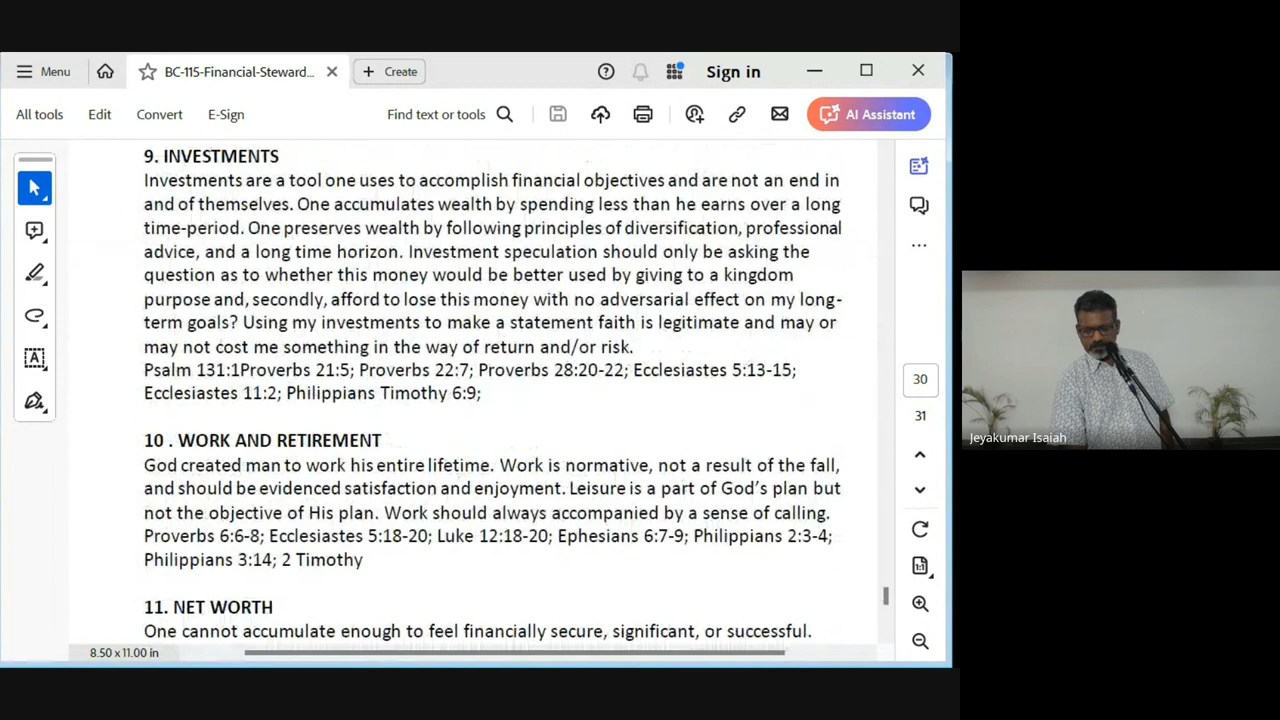 Menu
BC-115-Financial-Steward...
Create
Sign in
All tools
Edit
Convert
E-Sign
Find text or tools
AI Assistant
9. INVESTMENTS
Investments are a tool one uses to accomplish financial objectives and are not an end in
and of themselves. One accumulates wealth by spending less than he earns over a long
time-period. One preserves wealth by following principles of diversification, professional
advice, and a long time horizon. Investment speculation should only be asking the
question as to whether this money would be better used by giving to a kingdom
purpose and, secondly, afford to lose this money with no adversarial effect on my long-
term goals? Using my investments to make a statement faith is legitimate and may or
may not cost me something in the way of return and/or risk.
Psalm 131:1Proverbs 21:5; Proverbs 22:7; Proverbs 28:20-22; Ecclesiastes 5:13-15;
Ecclesiastes 11:2; Philippians Timothy 6:9;
10 . WORK AND RETIREMENT
God created man to work his entire lifetime. Work is normative, not a result of the fall,
and should be evidenced satisfaction and enjoyment. Leisure is a part of God's plan but
not the objective of His plan. Work should always accompanied by a sense of calling.
Proverbs 6:6-8; Ecclesiastes 5:18-20; Luke 12:18-20; Ephesians 6:7-9; Philippians 2:3-4;
Philippians 3:14; 2 Timothy
11. NET WORTH
One cannot accumulate enough to feel financially secure, significant, or successful.
8.50 x 11.00 in
30
31
1:1
Jeyakumar Isaiah